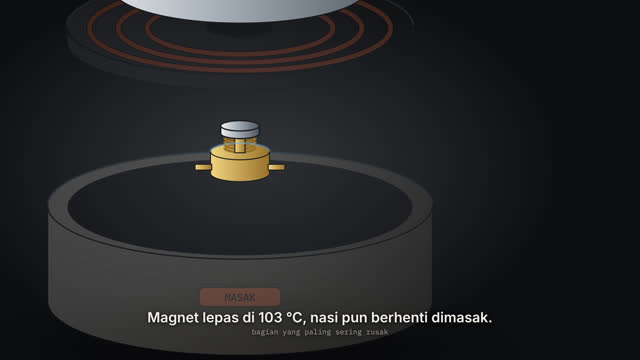 MASAK
Magnet lepas di 103 °C, nasi pun berhenti dimasak.
bagian yang paling sering rusak